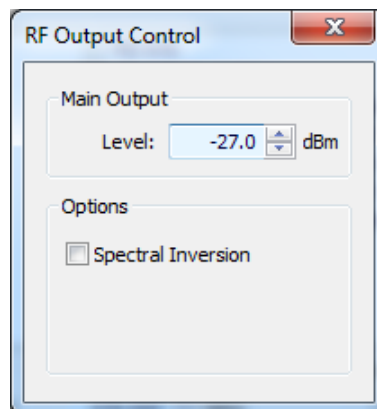 RF Output Control
Main Output
Level: -27.0 dBm
Options
Spectral Inversion